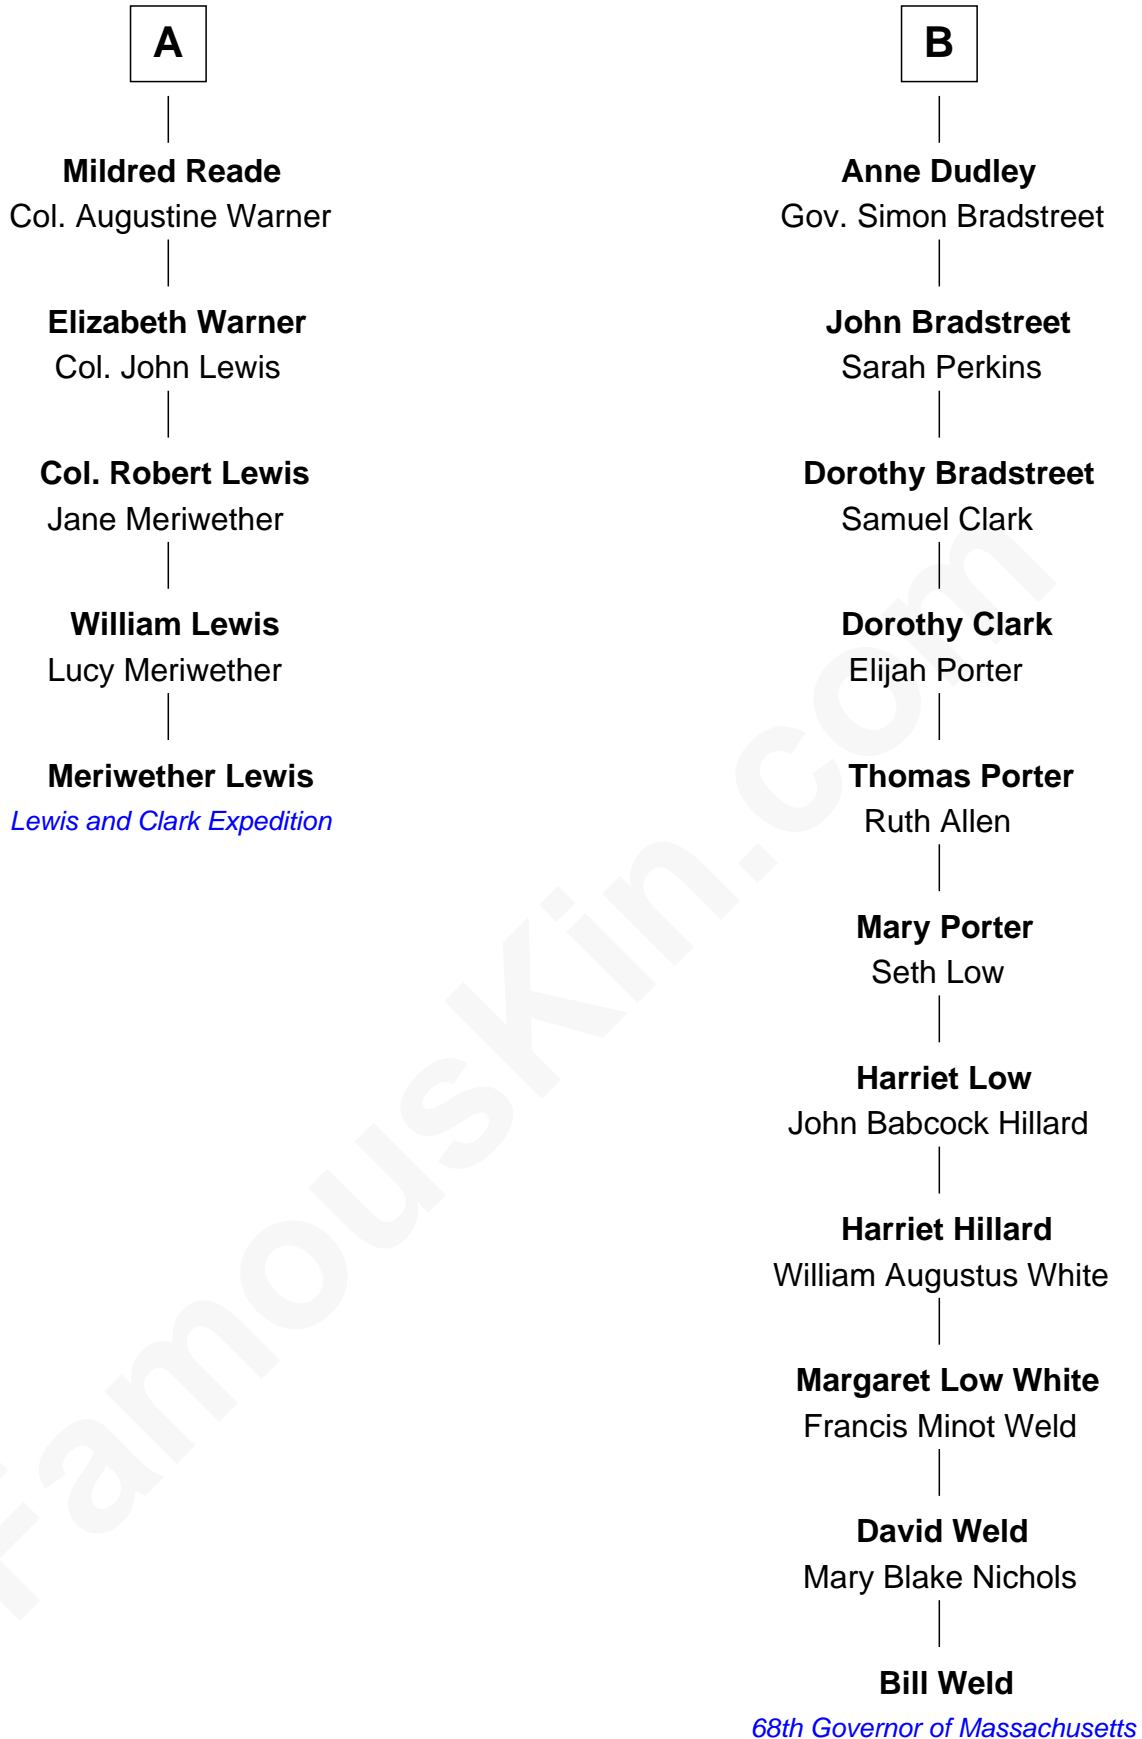 A
Mildred Reade
Col. Augustine Warner
Elizabeth Warner
Col. John Lewis
Col. Robert Lewis
Jane Meriwether
William Lewis
Lucy Meriwether
Meriwether Lewis
Lewis and Clark Expedition
B
Anne Dudley
Gov. Simon Bradstreet
John Bradstreet
Sarah Perkins
Dorothy Bradstreet
Samuel Clark
Dorothy Clark
Elijah Porter
Thomas Porter
Ruth Allen
Mary Porter
Seth Low
Harriet Low
John Babcock Hillard
Harriet Hillard
William Augustus White
Margaret Low White
Francis Minot Weld
David Weld
Mary Blake Nichols
Bill Weld
68th Governor of Massachusetts
FamousKin.com